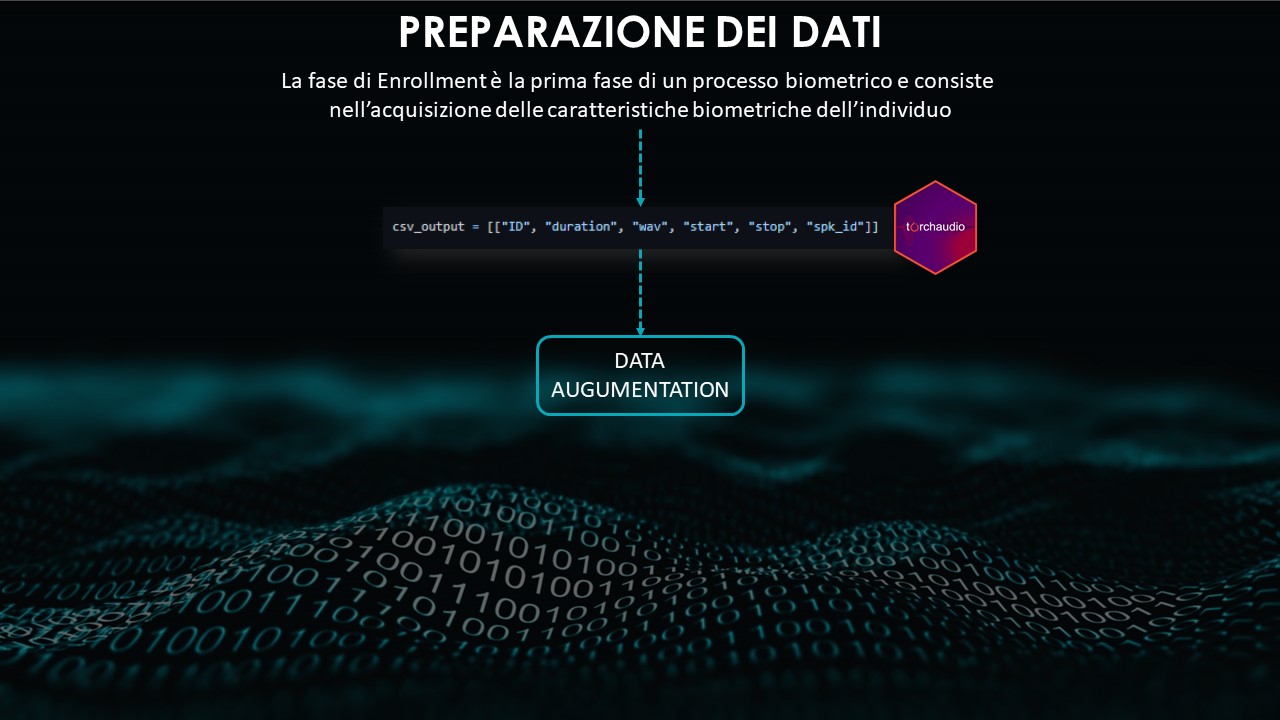 PREPARAZIONE DEI DATI
La fase di Enrollment è la prima fase di un processo biometrico e consiste
nell’acquisizione delle caratteristiche biometriche dell’individuo
csv_output = [["ID", "duration", "wav", "start", "stop", "spk_id"]]
torchaudio
DATA
AUGUMENTATION